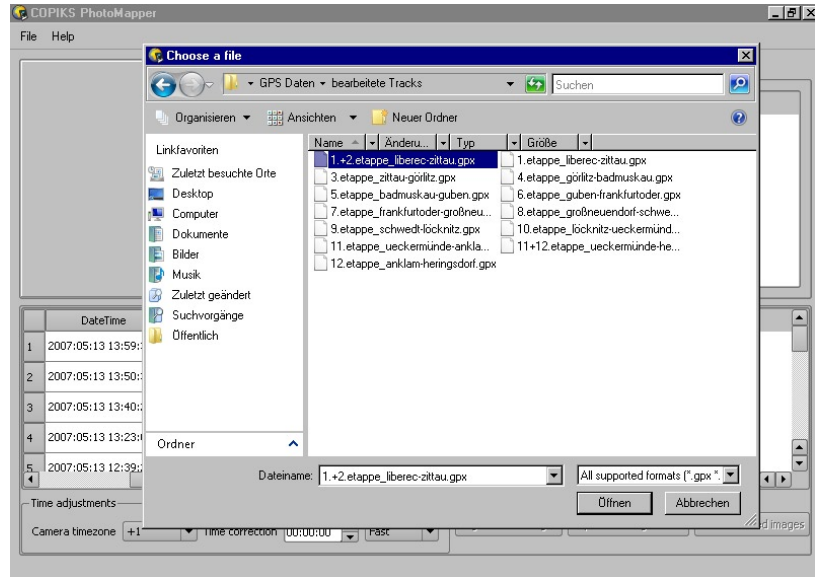 COPIKS PhotoMapper
File Help
Choose a file
GPS Daten bearbeitete Tracks
Suchen
Organisieren Ansichten Neuer Ordner
Linkfavoriten
Zuletzt besuchte Orte
Desktop
Computer
Dokumente
Bilder
Musik
Zuletzt geändert
Suchvorgänge
Öffentlich
Ordner
Name Änderu... Typ Größe
1.+2.etappe_liberec-zittau.gpx 1.etappe_liberec-zittau.gpx
3.etappe_zittau-görlitz.gpx 4.etappe_görlitz-badmuskau.gpx
5.etappe_badmuskau-guben.gpx 6.etappe_guben-frankfurtoder.gpx
7.etappe_frankfurtoder-großneu... 8.etappe_großneuendorf-schwe...
9.etappe_schwedt-löcknitz.gpx 10.etappe_löcknitz-ueckermünd...
11.etappe_ueckermünde-ankla... 11+12.etappe_ueckermünde-he...
12.etappe_anklam-heringsdorf.gpx
Dateiname: 1.+2.etappe_liberec-zittau.gpx All supported formats (*.gpx *.
Öffnen Abbrechen
DateTime
1 2007:05:13 13:59:
2 2007:05:13 13:50:
3 2007:05:13 13:40:
4 2007:05:13 13:23:
5 2007:05:13 12:39:
Time adjustments
Camera timezone +1 Time correction 00:00:00 Fast
ed images